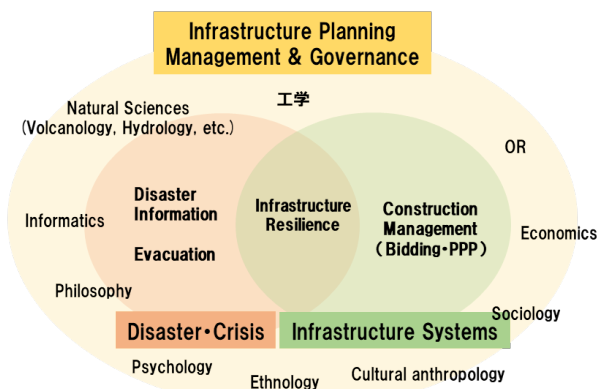 Infrastructure Planning
Management & Governance
工学
Natural Sciences
(Volcanology, Hydrology, etc.)
OR
Disaster
Information
Infrastructure
Resilience
Construction
Management
(Bidding・PPP)
Informatics
Economics
Evacuation
Philosophy
Sociology
Disaster・Crisis
Infrastructure Systems
Psychology
Ethnology
Cultural anthropology